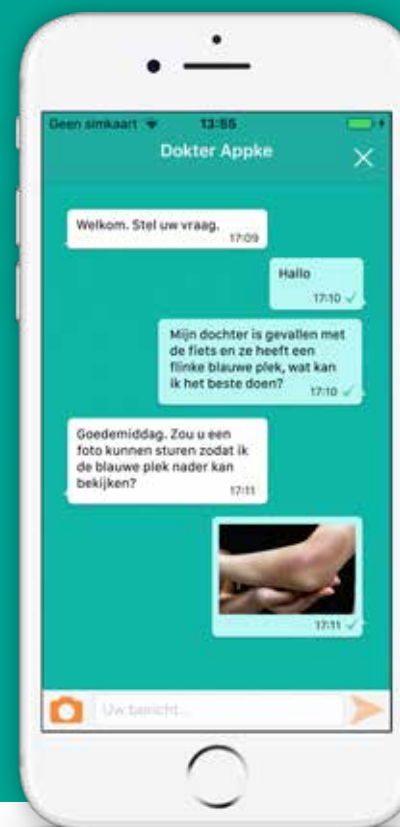 Geen simkaart 13:55
Dokter Appke
Welkom. Stel uw vraag.
17:09
Hallo
17:10
Mijn dochter is gevallen met
de fiets en ze heeft een
flinke blauwe plek, wat kan
ik het beste doen?
17:10
Goedemiddag. Zou u een
foto kunnen sturen zodat ik
de blauwe plek nader kan
bekijken?
17:11
17:11
Uw bericht...